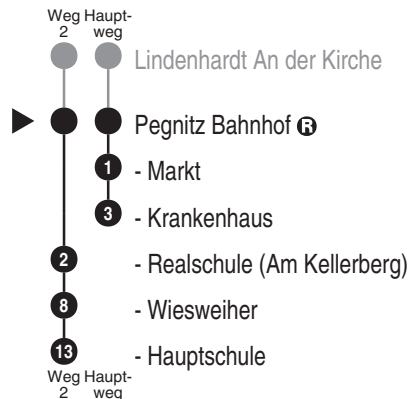 Weg Haupt-
2 weg
Lindenhardt An der Kirche
Pegnitz Bahnhof R
1 - Markt
3 - Krankenhaus
2 - Realschule (Am Kellerberg)
8 - Wiesweiher
13 - Hauptschule
Weg Haupt-
2 weg